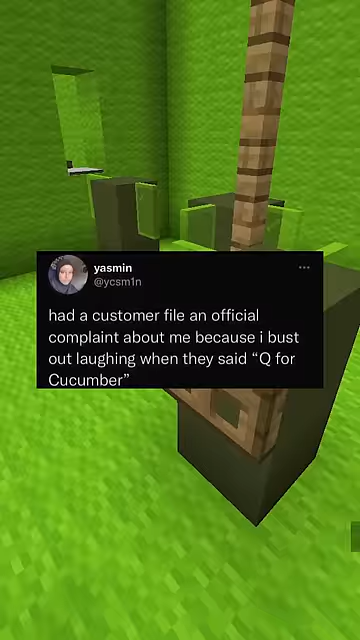 yasmin
@ycsm1n
had a customer file an official
complaint about me because i bust
out laughing when they said “Q for
Cucumber”